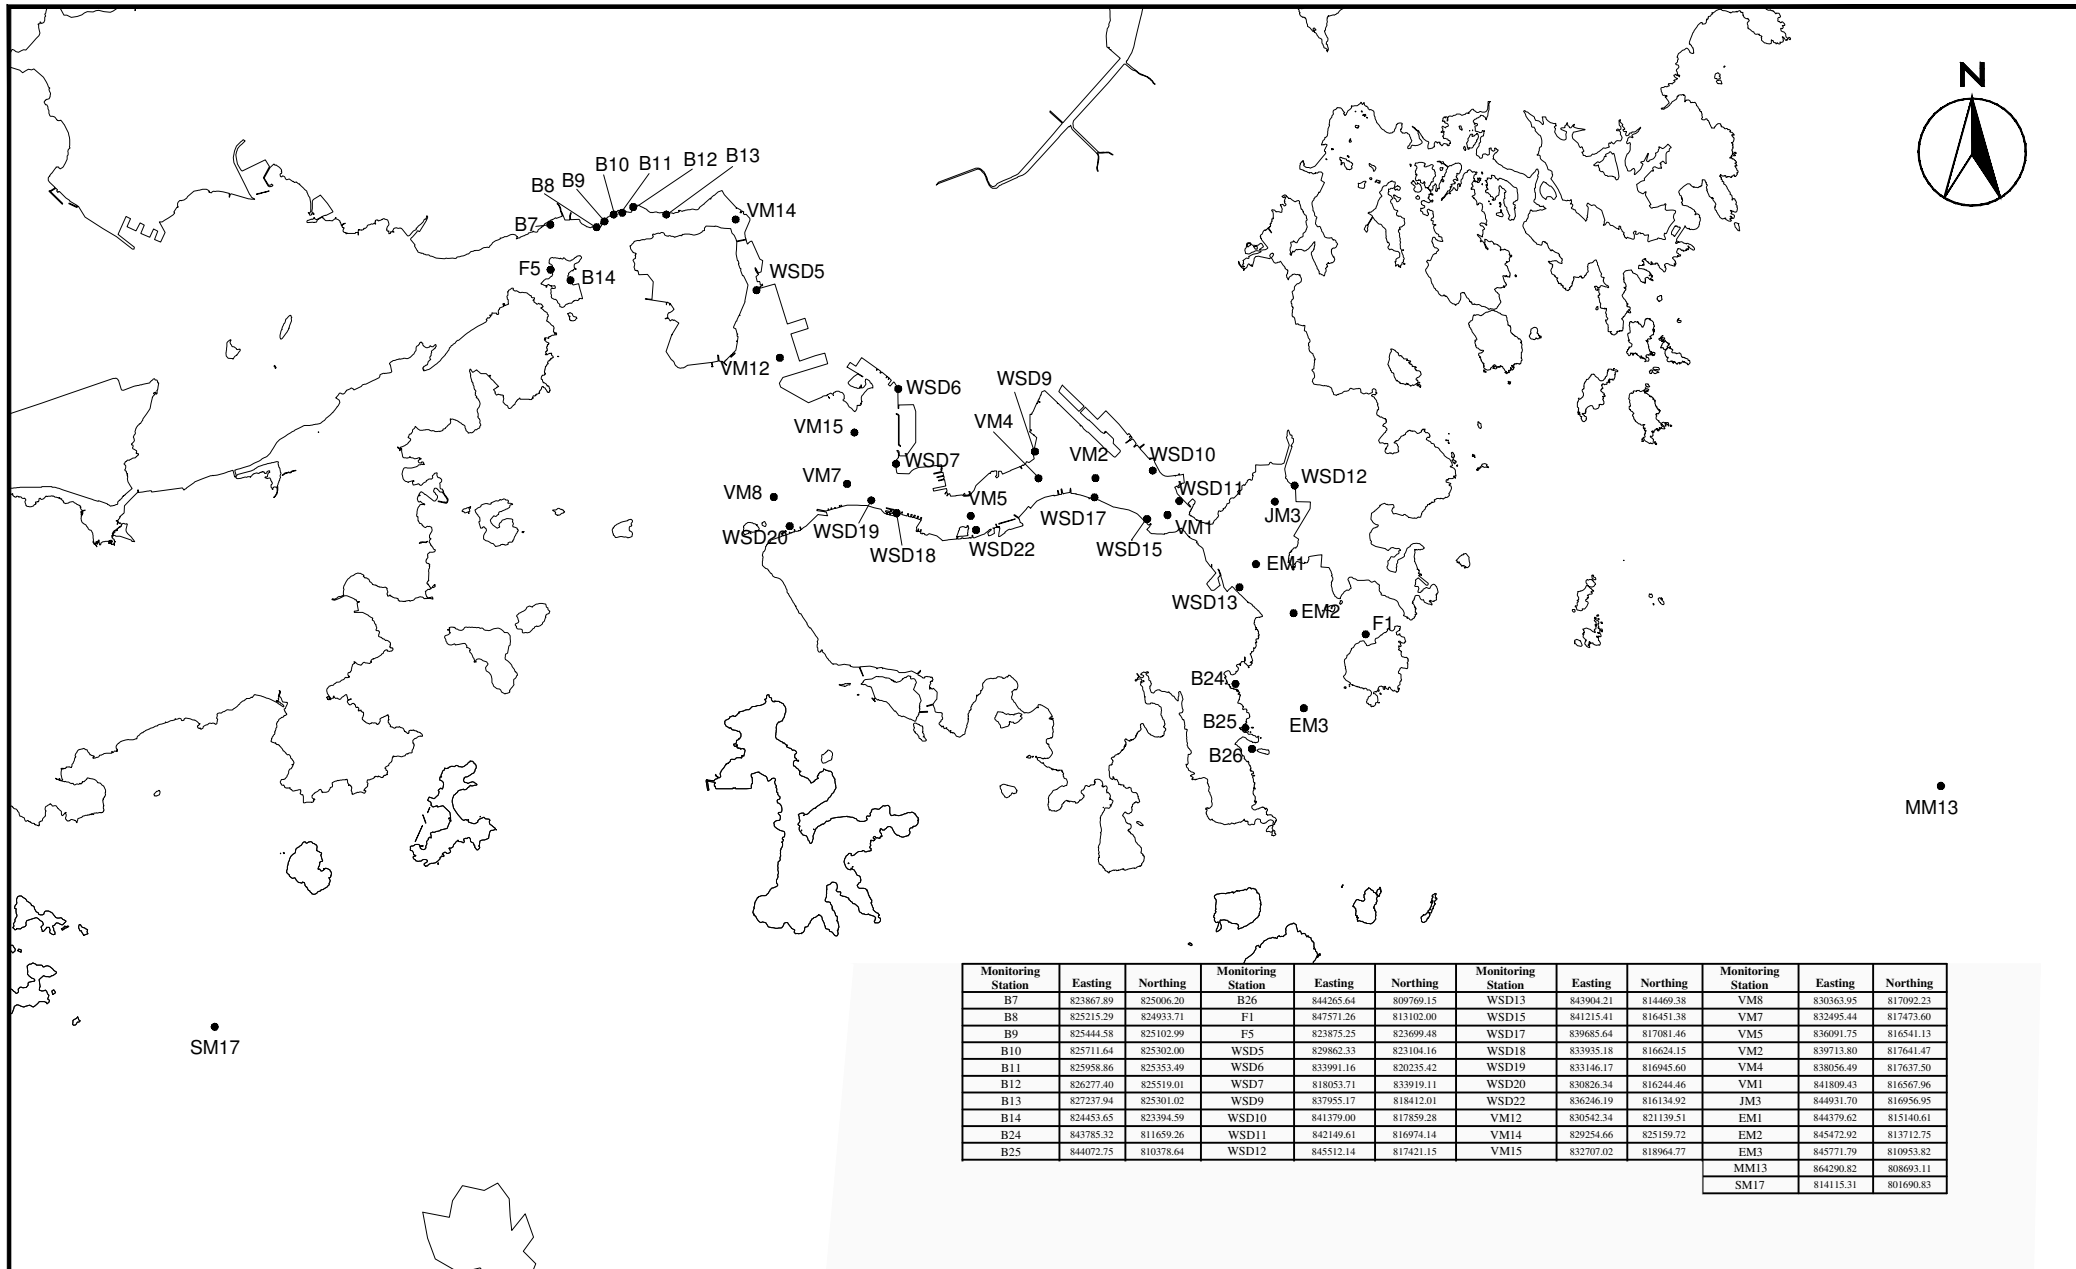 N
B10 B11 B12 B13
B8 B9
B7
VM14
F5
B14
WSD5
VM12
WSD6
WSD9
VM15
VM4
VM2
WSD7
WSD10
VM7
VM8
WSD12
WSD11
VM5
JM3
WSD20
WSD19
WSD17
VM1
WSD18
WSD22
WSD15
EM1
WSD13
EM2
F1
B24
B25
EM3
B26
MM13
SM17
Monitoring Station Easting Northing Monitoring Station Easting Northing Monitoring Station Easting Northing Monitoring Station Easting Northing
B7 823867.89 825006.20 B26 844265.64 809769.15 WSD13 843904.21 814469.38 VM8 830363.95 817092.23
B8 825215.29 824933.71 F1 847571.26 813102.00 WSD15 841215.41 816451.38 VM7 832495.44 817473.60
B9 825444.58 825102.99 F5 823875.25 823699.48 WSD17 839685.64 817081.46 VM5 836091.75 816541.13
B10 825711.64 825302.00 WSD5 829862.33 823104.16 WSD18 833935.18 816624.15 VM2 839713.80 817641.47
B11 825958.86 825353.49 WSD6 833991.16 820235.42 WSD19 833146.17 816945.60 VM4 838056.49 817637.50
B12 826277.40 825519.01 WSD7 818053.71 833919.11 WSD20 830826.34 816244.46 VM1 841809.43 816567.96
B13 827237.94 825301.02 WSD9 837955.17 818412.01 WSD22 836246.19 816134.92 JM3 844931.70 816956.95
B14 824453.65 823394.59 WSD10 841379.00 817859.28 VM12 830542.34 821139.51 EM1 844379.62 815140.61
B24 843785.32 811659.26 WSD11 842149.61 816974.14 VM14 829254.66 825159.72 EM2 845472.92 813712.75
B25 844072.75 810378.64 WSD12 845512.14 817421.15 VM15 832707.02 818964.77 EM3 845771.79 810953.82
MM13 864290.82 808693.11
SM17 814115.31 801690.83